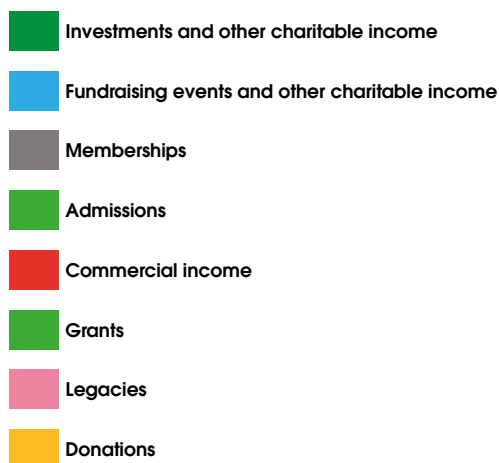 Investments and other charitable income
Fundraising events and other charitable income
Memberships
Admissions
Commercial income
Grants
Legacies
Donations